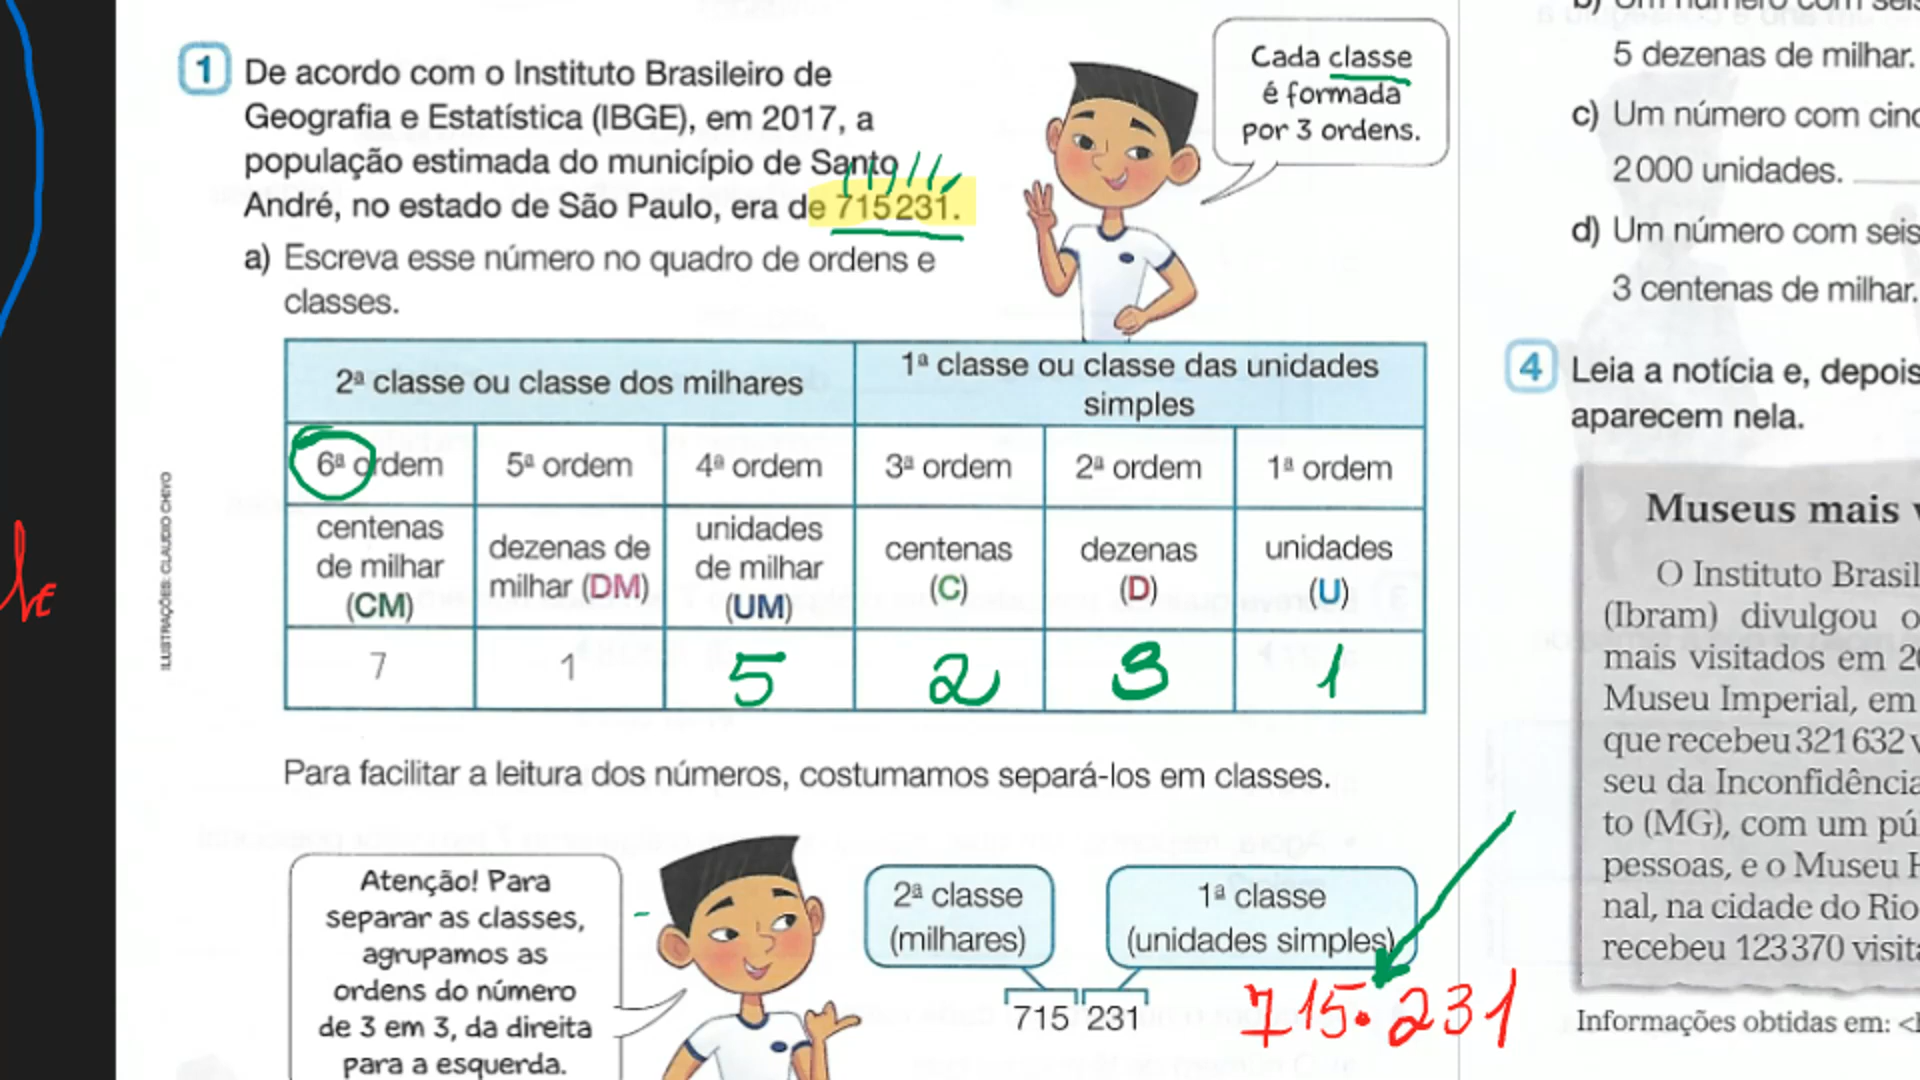 1 De acordo com o Instituto Brasileiro de
Geografia e Estatística (IBGE), em 2017, a
população estimada do município de Santo
André, no estado de São Paulo, era de 715 231.
Cada classe
é formada
por 3 ordens.
a) Escreva esse número no quadro de ordens e
classes.
2ª classe ou classe dos milhares
1ª classe ou classe das unidades
simples
6ª ordem 5ª ordem 4ª ordem 3ª ordem 2ª ordem 1ª ordem
centenas
de milhar
(CM)
dezenas de
milhar (DM)
unidades
de milhar
(UM)
centenas
(C)
dezenas
(D)
unidades
(U)
7 1 5 2 3 1
ILUSTRAÇÕES: CLAUDIO CHIYO
Para facilitar a leitura dos números, costumamos separá-los em classes.
Atenção! Para
separar as classes,
agrupamos as
ordens do número
de 3 em 3, da direita
para a esquerda.
2ª classe
(milhares)
1ª classe
(unidades simples)
715 231
715.231
5 dezenas de milhar.
c) Um número com cinc
2 000 unidades.
d) Um número com seis
3 centenas de milhar.
4 Leia a notícia e, depois
aparecem nela.
Museus mais v
O Instituto Brasil
(Ibram) divulgou o
mais visitados em 20
Museu Imperial, em
que recebeu 321 632 v
seu da Inconfidência
to (MG), com um pú
pessoas, e o Museu H
nal, na cidade do Rio
recebeu 123 370 visita
Informações obtidas em: <h